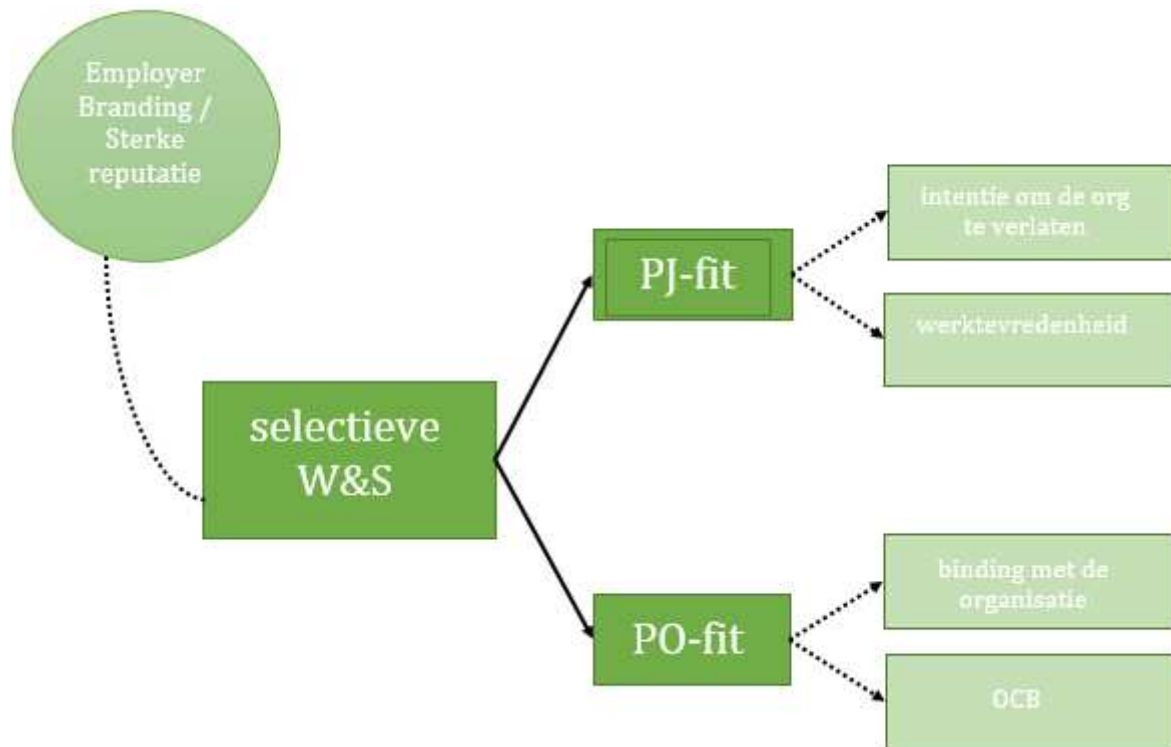 Employer
Branding /
Sterke
reputatie
selectieve
W&S
PJ-fit
intentie om de org
te verlaten
werktevredenheid
PO-fit
binding met de
organisatie
OCB